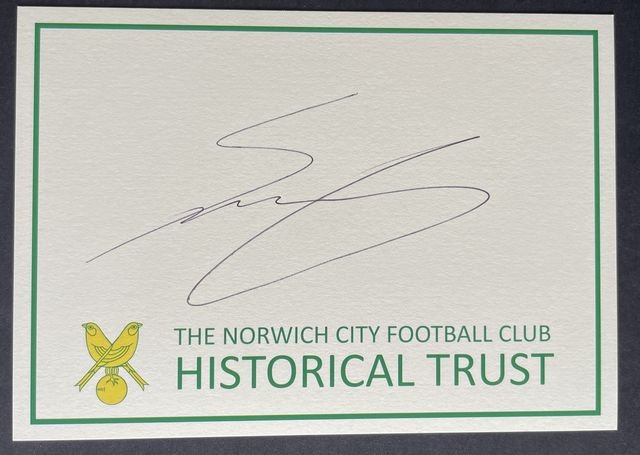 THE NORWICH CITY FOOTBALL CLUB
HISTORICAL TRUST